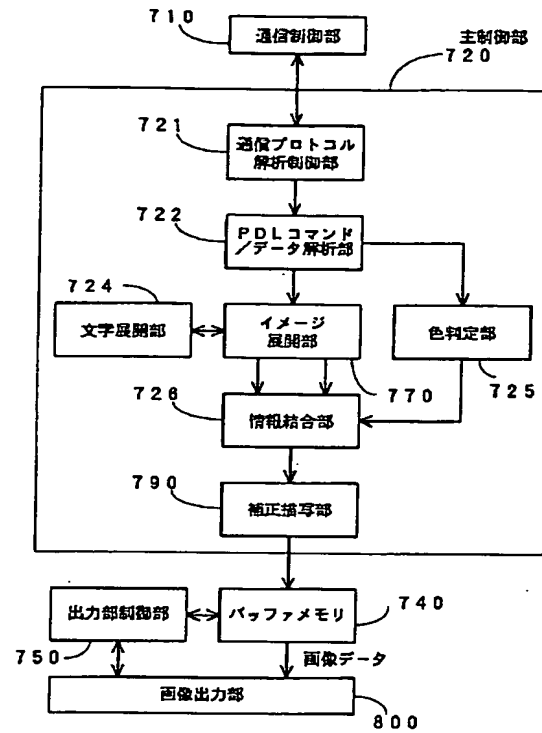 710
通信制御部
主制御部
720
721
通信プロトコル
解析制御部
722
PDLコマンド
/データ解析部
724
文字展開部
イメージ
展開部
色判定部
770
725
726
情報結合部
790
補正描写部
出力部制御部
バッファメモリ
740
750
画像データ
画像出力部
800